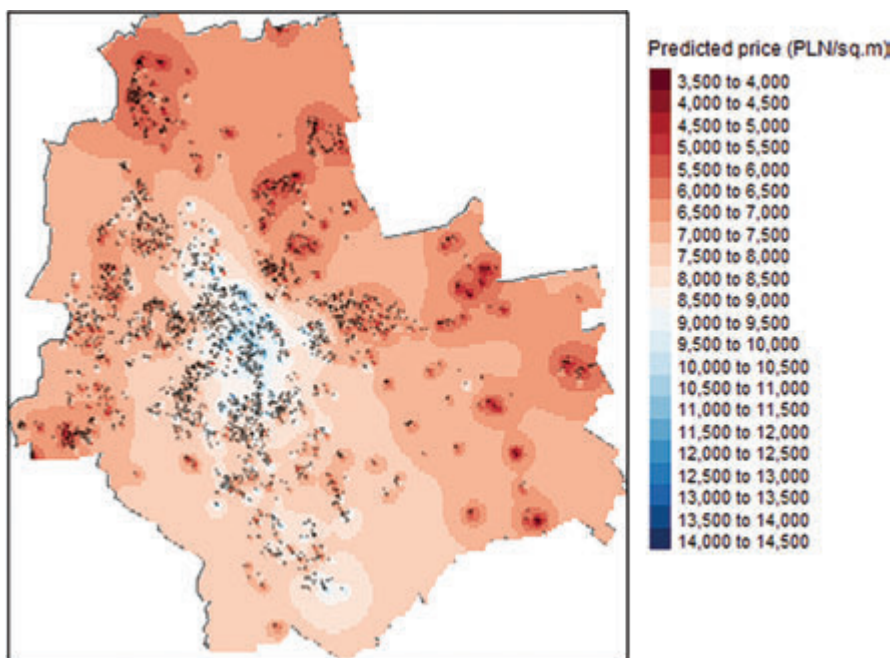 Predicted price (PLN/sq.m)
3,500 to 4,000
4,000 to 4,500
4,500 to 5,000
5,000 to 5,500
5,500 to 6,000
6,000 to 6,500
6,500 to 7,000
7,000 to 7,500
7,500 to 8,000
8,000 to 8,500
8,500 to 9,000
9,000 to 9,500
9,500 to 10,000
10,000 to 10,500
10,500 to 11,000
11,000 to 11,500
11,500 to 12,000
12,000 to 12,500
12,500 to 13,000
13,000 to 13,500
13,500 to 14,000
14,000 to 14,500